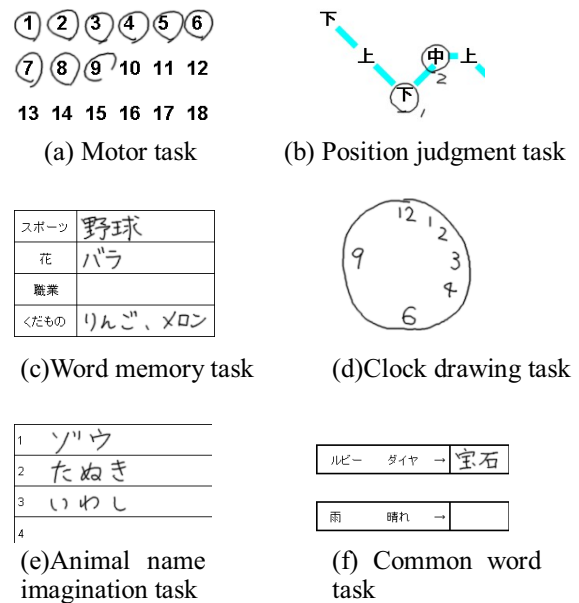 1 2 3 4 5 6
7 8 9 10 11 12
13 14 15 16 17 18
(a) Motor task
下
上
下
1
中
2
上
(b) Position judgment task
スポーツ 野球
花 バラ
職業
くだもの りんご、メロン
(c)Word memory task
12
1
2
9
3
4
6
(d)Clock drawing task
1 ゾウ
2 たぬき
3 いわし
4
(e)Animal name
imagination task
ルビー ダイヤ → 宝石
雨 晴れ →
(f) Common word
task